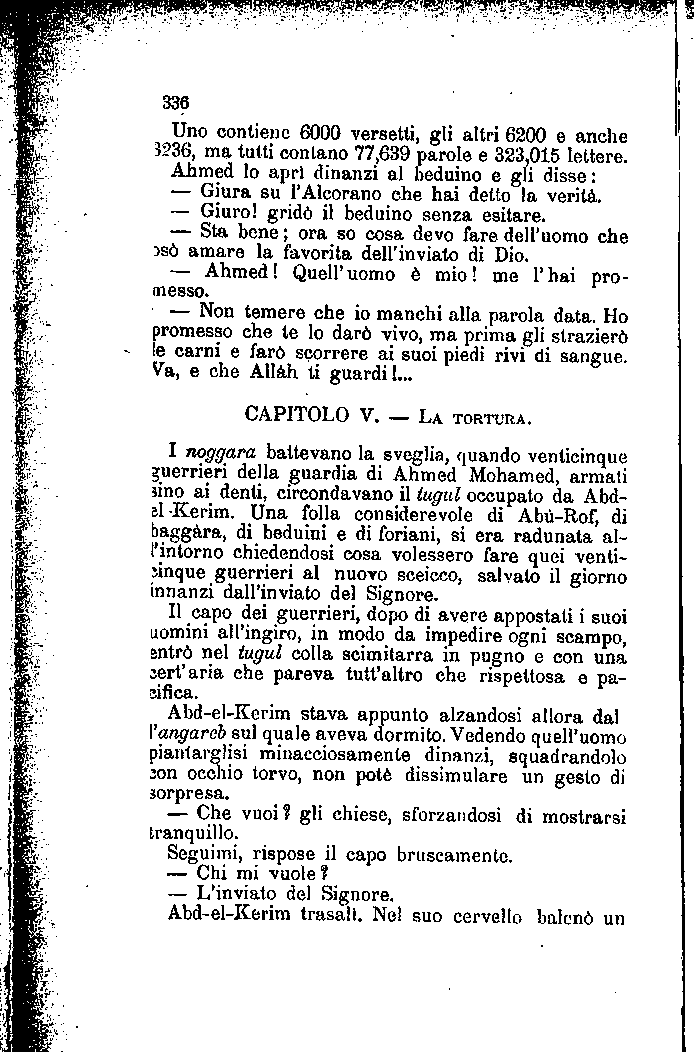 336
Uno contiene 6000 versetti, gli altri 6200 e anche
3236, ma tutti contano 77,639 parole e 323,015 lettere.
Ahmed lo aprì dinanzi al beduino e gli disse:
— Giura su l'Alcorano che hai detto la verità.
— Giuro! gridò il beduino senza esitare.
— Sta bene; ora so cosa devo fare dell'uomo che
osò amare la favorita dell'inviato di Dio.
— Ahmed! Quell'uomo è mio! me l'hai pro-
messo.
— Non temere che io manchi alla parola data. Ho
promesso che te lo darò vivo, ma prima gli strazierò
le carni e farò scorrere ai suoi piedi rivi di sangue.
Va, e che Allàh ti guardi!...
CAPITOLO V. — LA TORTURA.
I noggara battevano la sveglia, quando venticinque
guerrieri della guardia di Ahmed Mohamed, armati
sino ai denti, circondavano il tugul occupato da Abd-
el-Kerim. Una folla considerevole di Abù-Rof, di
baggàra, di beduini e di foriani, si era radunata al-
l'intorno chiedendosi cosa volessero fare quei venti-
cinque guerrieri al nuovo sceicco, salvato il giorno
innanzi dall'inviato del Signore.
Il capo dei guerrieri, dopo di avere appostati i suoi
uomini all'ingiro, in modo da impedire ogni scampo,
entrò nel tugul colla scimitarra in pugno e con una
cert'aria che pareva tutt'altro che rispettosa e pa-
cifica.
Abd-el-Kerim stava appunto alzandosi allora dal
l'angareb sul quale aveva dormito. Vedendo quell'uomo
piantarglisi minacciosamente dinanzi, squadrandolo
con occhio torvo, non potè dissimulare un gesto di
sorpresa.
— Che vuoi? gli chiese, sforzandosi di mostrarsi
tranquillo.
Seguimi, rispose il capo bruscamente.
— Chi mi vuole?
— L'inviato del Signore.
Abd-el-Kerim trasalì. Nel suo cervello balenò un